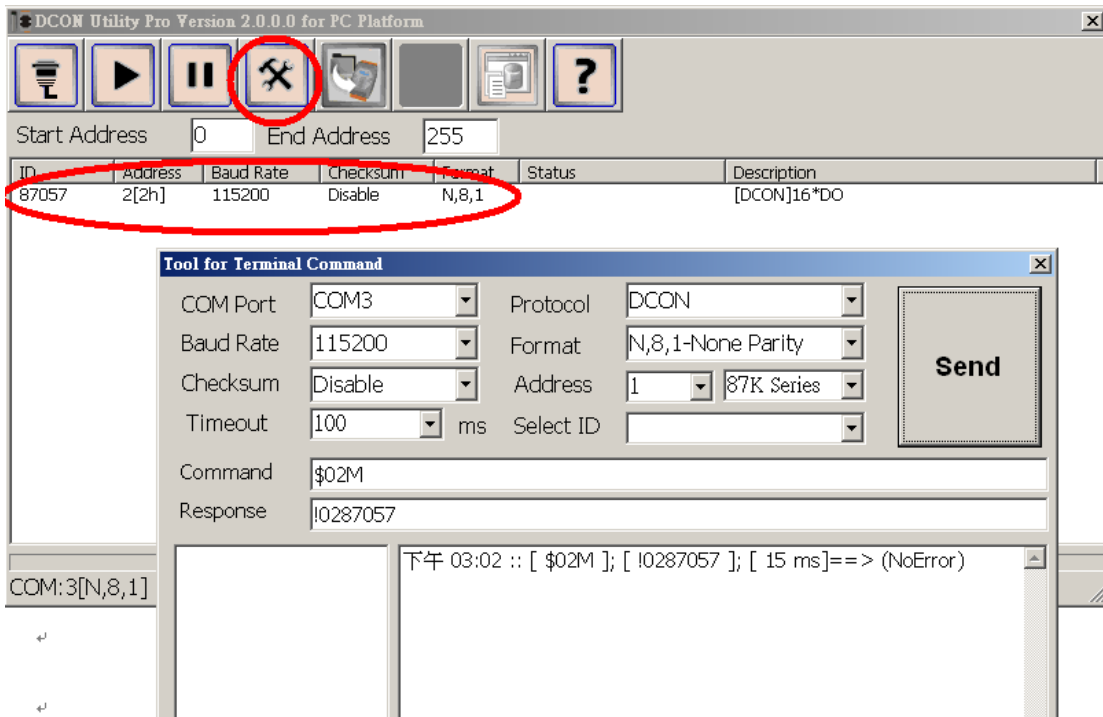 DCON Utility Pro Version 2.0.0.0 for PC Platform
?
Start Address 0 End Address 255
ID Address Baud Rate Checksum Format Status Description
87057 2[2h] 115200 Disable N,8,1 [DCON]16*DO
Tool for Terminal Command
COM Port COM3 Protocol DCON
Baud Rate 115200 Format N,8,1-None Parity
Send
Checksum Disable Address 1 87K Series
Timeout 100 ms Select ID
Command $02M
Response !0287057
下午 03:02 :: [ $02M ]; [ !0287057 ]; [ 15 ms]==> (NoError)
COM:3[N,8,1]